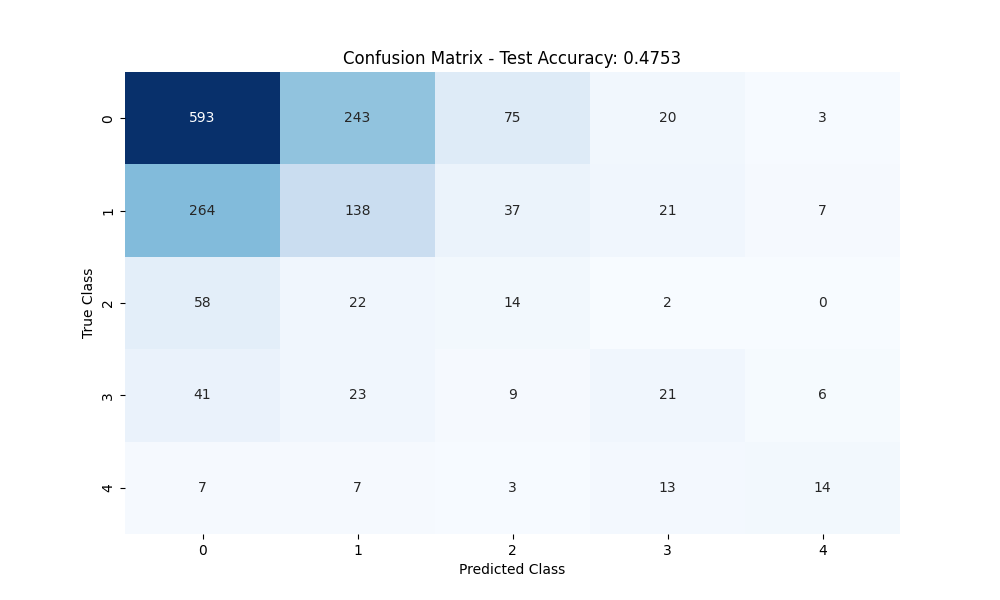 Confusion Matrix - Test Accuracy: 0.4753
0 593 243 75 20 3
1 264 138 37 21 7
2 58 22 14 2 0
3 41 23 9 21 6
4 7 7 3 13 14
0 1 2 3 4
Predicted Class
True Class